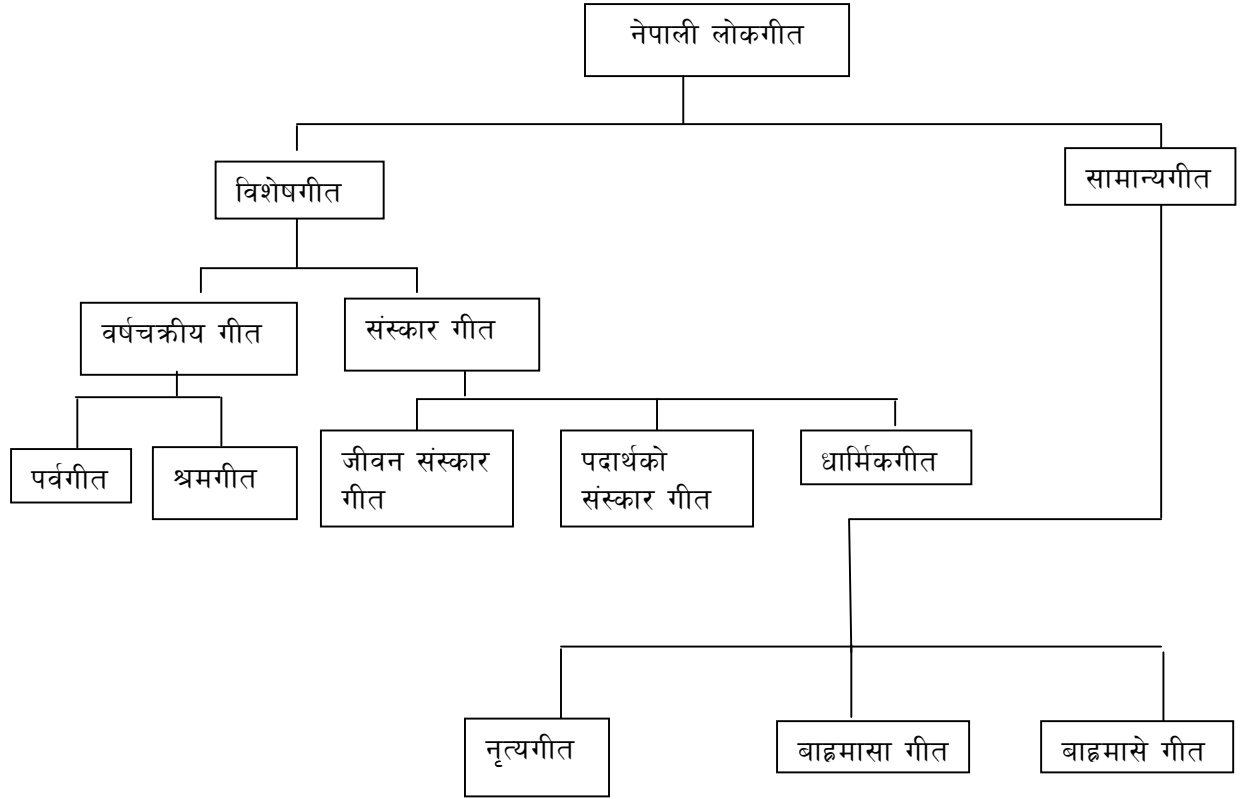 नेपाली लोकगीत
विशेषगीत
सामान्यगीत
वर्षचक्रीय गीत
संस्कार गीत
पर्वगीत
श्रमगीत
जीवन संस्कार
गीत
पदार्थको
संस्कार गीत
धार्मिकगीत
नृत्यगीत
बाह्रमासा गीत
बाह्रमासे गीत